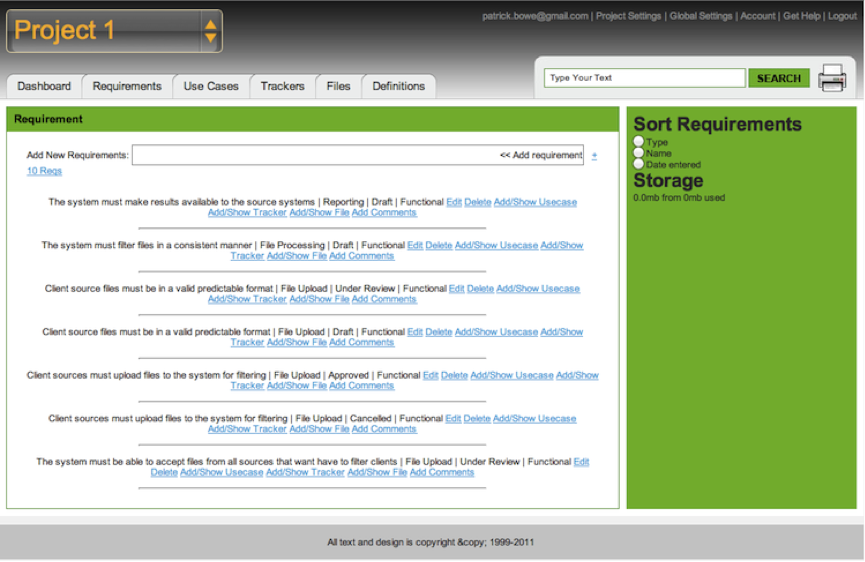 Project 1
patrick.bowe@gmail.com | Project Settings | Global Settings | Account | Get Help | Logout
Dashboard
Requirements
Use Cases
Trackers
Files
Definitions
Type Your Text
SEARCH
Requirement
Add New Requirements:
<< Add requirement
+
10 Reqs
The system must make results available to the source systems | Reporting | Draft | Functional Edit Delete Add/Show Usecase
Add/Show Tracker Add/Show File Add Comments
The system must filter files in a consistent manner | File Processing | Draft | Functional Edit Delete Add/Show Usecase Add/Show
Tracker Add/Show File Add Comments
Client source files must be in a valid predictable format | File Upload | Under Review | Functional Edit Delete Add/Show Usecase
Add/Show Tracker Add/Show File Add Comments
Client source files must be in a valid predictable format | File Upload | Draft | Functional Edit Delete Add/Show Usecase Add/Show
Tracker Add/Show File Add Comments
Client sources must upload files to the system for filtering | File Upload | Approved | Functional Edit Delete Add/Show Usecase Add/Show
Tracker Add/Show File Add Comments
Client sources must upload files to the system for filtering | File Upload | Cancelled | Functional Edit Delete Add/Show Usecase
Add/Show Tracker Add/Show File Add Comments
The system must be able to accept files from all sources that want have to filter clients | File Upload | Under Review | Functional Edit
Delete Add/Show Usecase Add/Show Tracker Add/Show File Add Comments
Sort Requirements
Type
Name
Date entered
Storage
0.0mb from 0mb used
All text and design is copyright &copy; 1999-2011